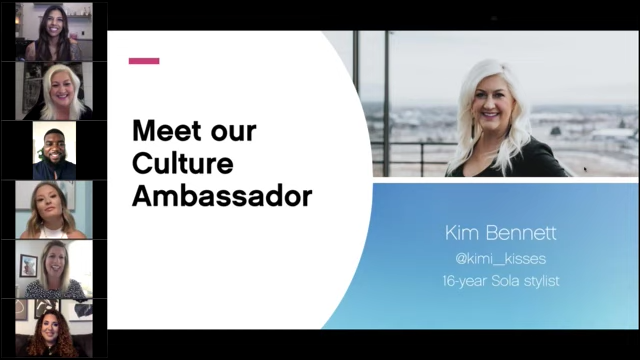 Meet our
Culture
Ambassador
Kim Bennett
@kimi_kisses
16-year Sola stylist